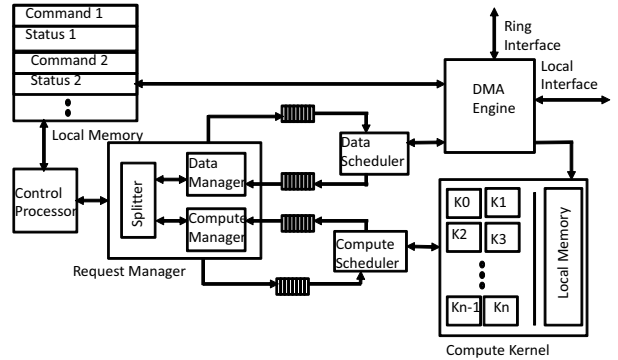 Command 1
Status 1
Command 2
Status 2
Local Memory
Ring
Interface
Local
Interface
DMA
Engine
Data
Scheduler
Control
Processor
Splitter
Data
Manager
Compute
Manager
Request Manager
Compute
Scheduler
K0
K1
K2
K3
Kn-1
Kn
Local Memory
Compute Kernel